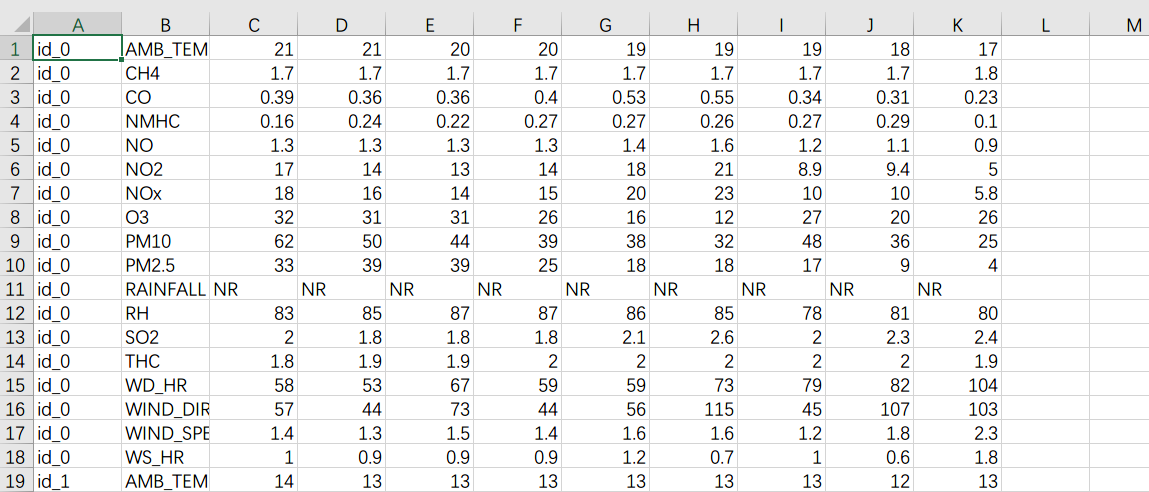 A B C D E F G H I J K L M
1 id_0 AMB_TEM 21 21 20 20 19 19 19 18 17
2 id_0 CH4 1.7 1.7 1.7 1.7 1.7 1.7 1.7 1.7 1.8
3 id_0 CO 0.39 0.36 0.36 0.4 0.53 0.55 0.34 0.31 0.23
4 id_0 NMHC 0.16 0.24 0.22 0.27 0.27 0.26 0.27 0.29 0.1
5 id_0 NO 1.3 1.3 1.3 1.3 1.4 1.6 1.2 1.1 0.9
6 id_0 NO2 17 14 13 14 18 21 8.9 9.4 5
7 id_0 NOx 18 16 14 15 20 23 10 10 5.8
8 id_0 O3 32 31 31 26 16 12 27 20 26
9 id_0 PM10 62 50 44 39 38 32 48 36 25
10 id_0 PM2.5 33 39 39 25 18 18 17 9 4
11 id_0 RAINFALL NR NR NR NR NR NR NR NR NR
12 id_0 RH 83 85 87 87 86 85 78 81 80
13 id_0 SO2 2 1.8 1.8 1.8 2.1 2.6 2 2.3 2.4
14 id_0 THC 1.8 1.9 1.9 2 2 2 2 2 1.9
15 id_0 WD_HR 58 53 67 59 59 73 79 82 104
16 id_0 WIND_DIR 57 44 73 44 56 115 45 107 103
17 id_0 WIND_SPE 1.4 1.3 1.5 1.4 1.6 1.6 1.2 1.8 2.3
18 id_0 WS_HR 1 0.9 0.9 0.9 1.2 0.7 1 0.6 1.8
19 id_1 AMB_TEM 14 13 13 13 13 13 13 12 13